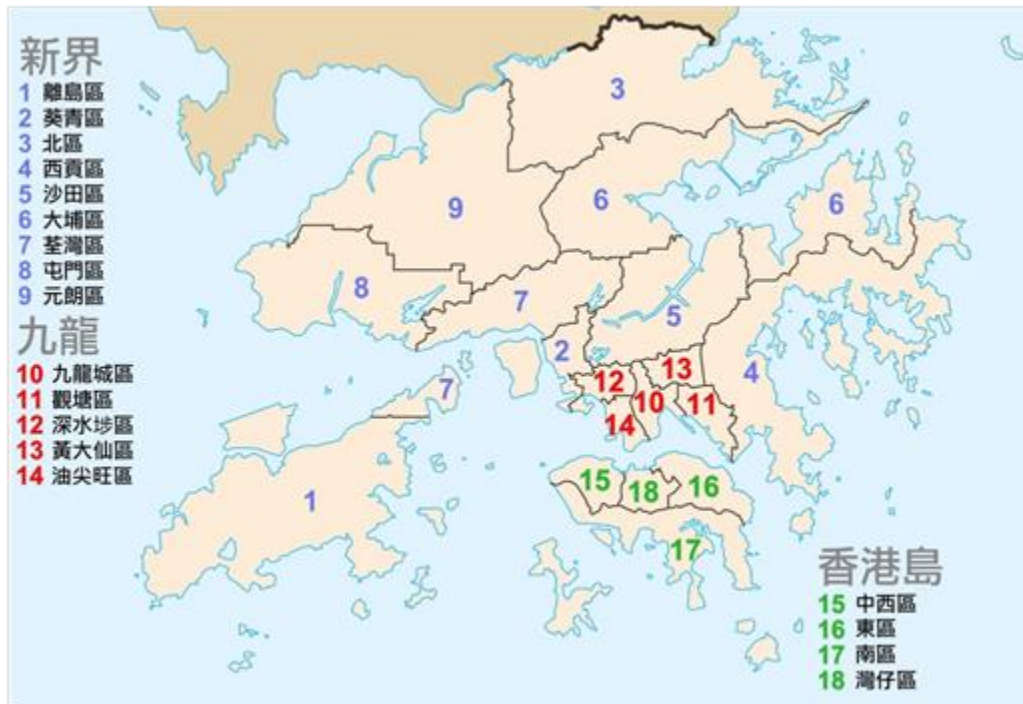 新界
1 離島區
2 葵青區
3 北區
4 西貢區
5 沙田區
6 大埔區
7 荃灣區
8 屯門區
9 元朗區
九龍
10 九龍城區
11 觀塘區
12 深水埗區
13 黃大仙區
14 油尖旺區
3
6
6
9
8
7
5
2
13
4
12
7
10
11
14
15
18
16
1
17
香港島
15 中西區
16 東區
17 南區
18 灣仔區